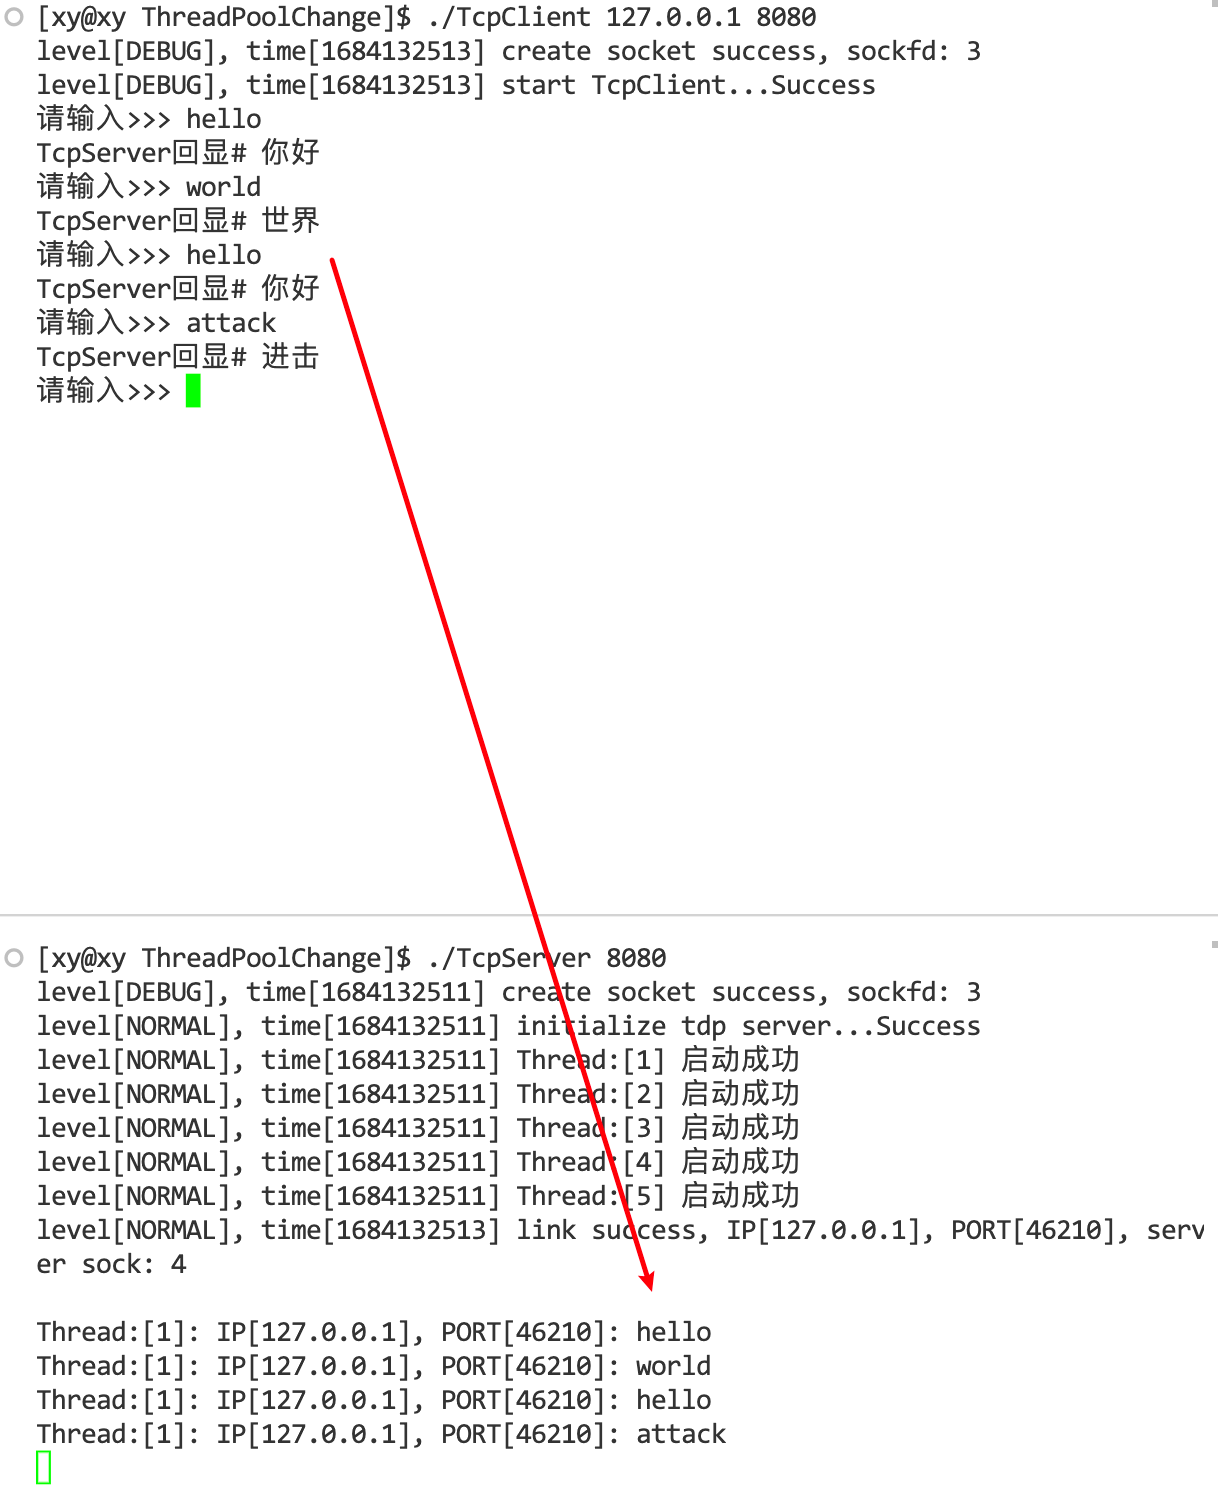 [xy@xy ThreadPoolChange]$ ./TcpClient 127.0.0.1 8080
level[DEBUG], time[1684132513] create socket success, sockfd: 3
level[DEBUG], time[1684132513] start TcpClient...Success
请输入>>> hello
TcpServer回显# 你好
请输入>>> world
TcpServer回显# 世界
请输入>>> hello
TcpServer回显# 你好
请输入>>> attack
TcpServer回显# 进击
请输入>>>
[xy@xy ThreadPoolChange]$ ./TcpServer 8080
level[DEBUG], time[1684132511] create socket success, sockfd: 3
level[NORMAL], time[1684132511] initialize tdp server...Success
level[NORMAL], time[1684132511] Thread:[1] 启动成功
level[NORMAL], time[1684132511] Thread:[2] 启动成功
level[NORMAL], time[1684132511] Thread:[3] 启动成功
level[NORMAL], time[1684132511] Thread:[4] 启动成功
level[NORMAL], time[1684132511] Thread:[5] 启动成功
level[NORMAL], time[1684132513] link success, IP[127.0.0.1], PORT[46210], serv
er sock: 4
Thread:[1]: IP[127.0.0.1], PORT[46210]: hello
Thread:[1]: IP[127.0.0.1], PORT[46210]: world
Thread:[1]: IP[127.0.0.1], PORT[46210]: hello
Thread:[1]: IP[127.0.0.1], PORT[46210]: attack